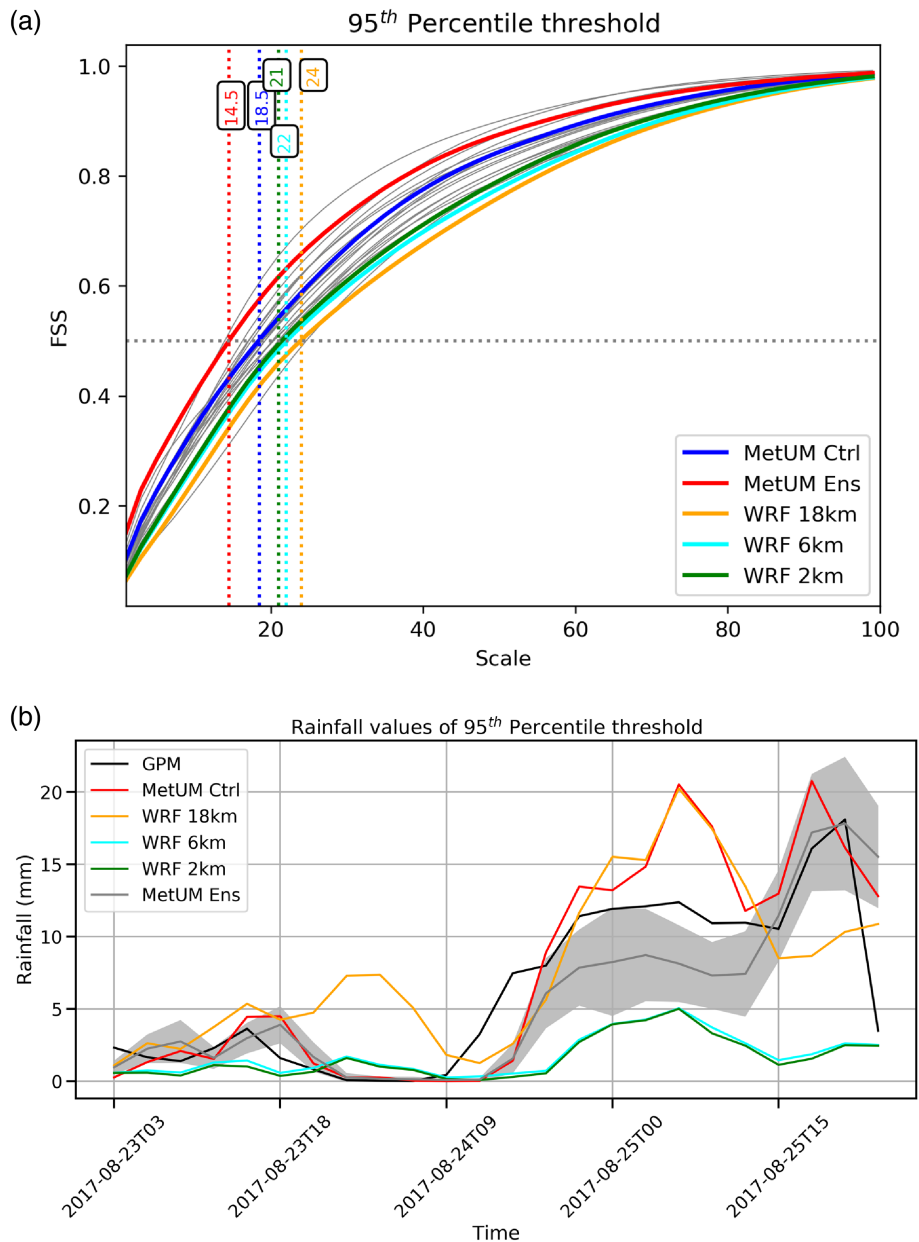 (a)
95th Percentile threshold
1.0
0.8
0.6
0.4
0.2
FSS
14.5
18.5
21
22
24
MetUM Ctrl
MetUM Ens
WRF 18km
WRF 6km
WRF 2km
20
40
60
80
100
Scale
(b)
Rainfall values of 95th Percentile threshold
GPM
MetUM Ctrl
WRF 18km
WRF 6km
WRF 2km
MetUM Ens
20
15
10
5
0
Rainfall (mm)
2017-08-23T03
2017-08-23T18
2017-08-24T09
2017-08-25T00
2017-08-25T15
Time